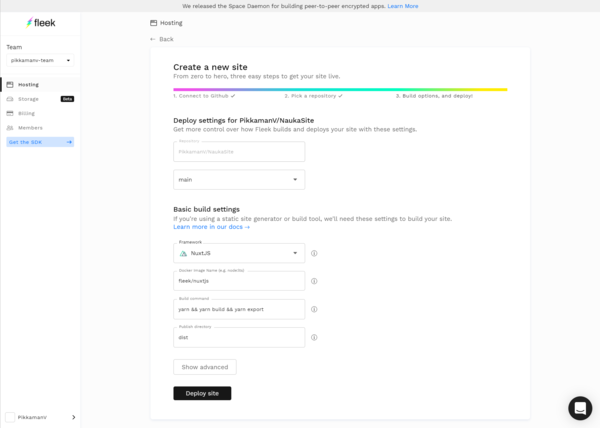 We released the Space Daemon for building peer-to-peer encrypted apps. Learn More
fleek
Team
pikkamanv-team
Hosting
Storage Beta
Billing
Members
Get the SDK →
PikkamanV
Hosting
← Back
Create a new site
From zero to hero, three easy steps to get your site live.
1. Connect to Github ✓
2. Pick a repository ✓
3. Build options, and deploy!
Deploy settings for PikkamanV/NaukaSite
Get more control over how Fleek builds and deploys your site with these settings.
Repository
PikkamanV/NaukaSite
main
Basic build settings
If you're using a static site generator or build tool, we'll need these settings to build your site.
Learn more in our docs →
Framework
NuxtJS
Docker Image Name (e.g. node:lts)
fleek/nuxtjs
Build command
yarn && yarn build && yarn export
Publish directory
dist
Show advanced
Deploy site